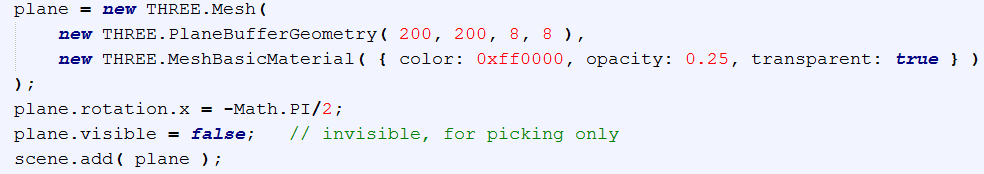 plane = new THREE.Mesh(
    new THREE.PlaneBufferGeometry( 200, 200, 8, 8 ),
    new THREE.MeshBasicMaterial( { color: 0xff0000, opacity: 0.25, transparent: true } )
);
plane.rotation.x = -Math.PI/2;
plane.visible = false;   // invisible, for picking only
scene.add( plane );